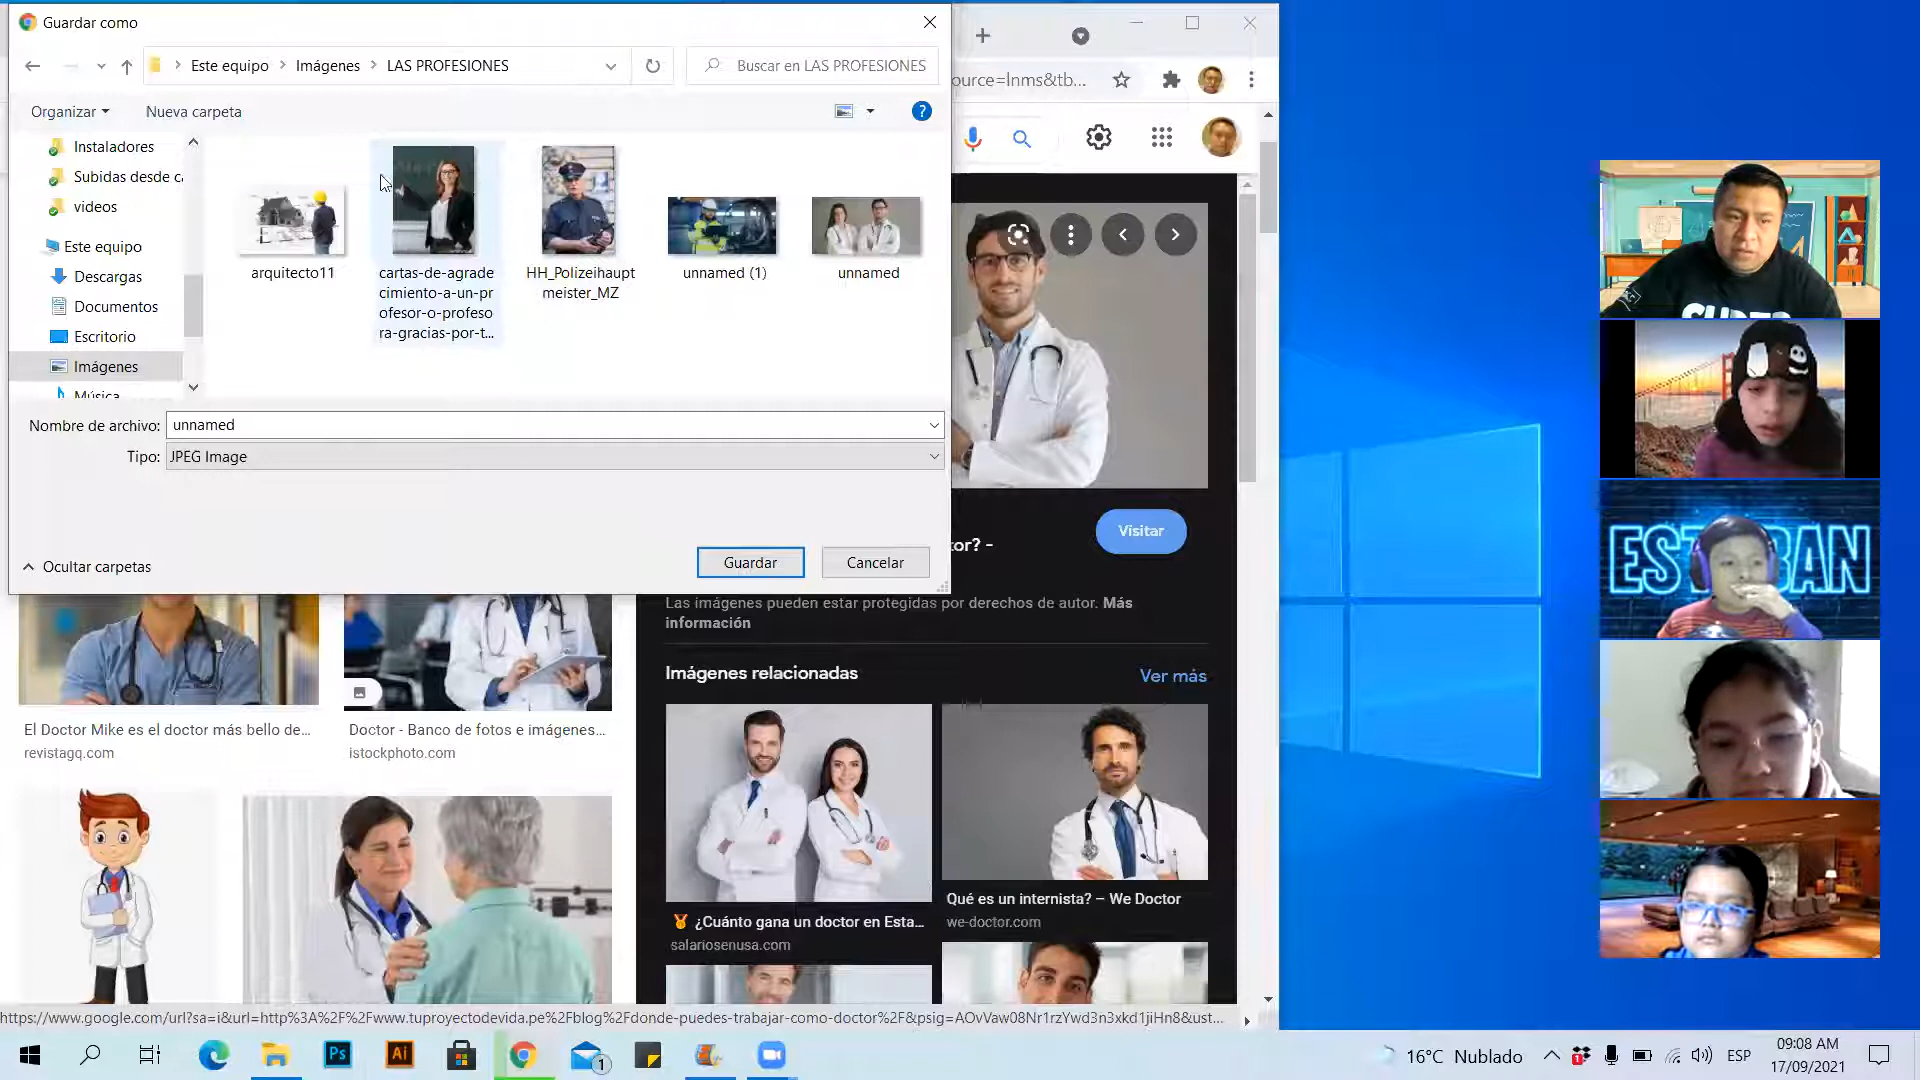 Guardar como
Este equipo
Imágenes
LAS PROFESIONES
Buscar en LAS PROFESIONES
Organizar
Nueva carpeta
Instaladores
Subidas desde ca
videos
Este equipo
Descargas
Documentos
Escritorio
Imágenes
Música
arquitecto11
cartas-de-agrade
cimiento-a-un-pr
ofesor-o-profeso
ra-gracias-por-t...
HH_Polizeihaupt
meister_MZ
unnamed (1)
unnamed
Nombre de archivo:
unnamed
Tipo:
JPEG Image
Ocultar carpetas
Guardar
Cancelar
ource=lnms&tb...
tor? -
Visitar
Las imágenes pueden estar protegidas por derechos de autor. Más
información
Imágenes relacionadas
Ver más
El Doctor Mike es el doctor más bello de...
revistagq.com
Doctor - Banco de fotos e imágenes...
istockphoto.com
¿Cuánto gana un doctor en Esta...
salariosenusa.com
Qué es un internista? – We Doctor
we-doctor.com
https://www.google.com/url?sa=i&url=http%3A%2F%2Fwww.tuproyectodevida.pe%2Fblog%2Fdonde-puedes-trabajar-como-doctor%2F&psig=AOvVaw08Nr1rzYwd3n3xkd1jiHn8&ust...
ESTEBAN
Ps
Ai
1
16°C Nublado
1
ESP
09:08 AM
17/09/2021